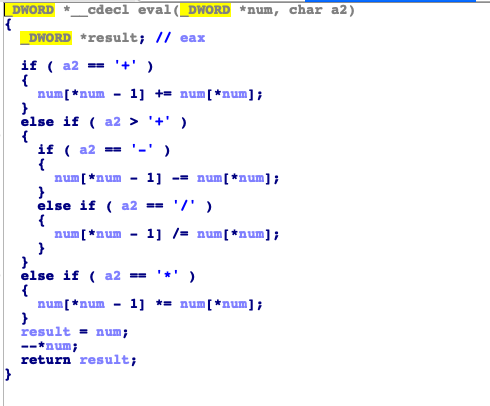 _DWORD *__cdecl eval(_DWORD *num, char a2)
{
  _DWORD *result; // eax

  if ( a2 == '+' )
  {
    num[*num - 1] += num[*num];
  }
  else if ( a2 > '+' )
  {
    if ( a2 == '-' )
    {
      num[*num - 1] -= num[*num];
    }
    else if ( a2 == '/' )
    {
      num[*num - 1] /= num[*num];
    }
  }
  else if ( a2 == '*' )
  {
    num[*num - 1] *= num[*num];
  }
  result = num;
  --*num;
  return result;
}